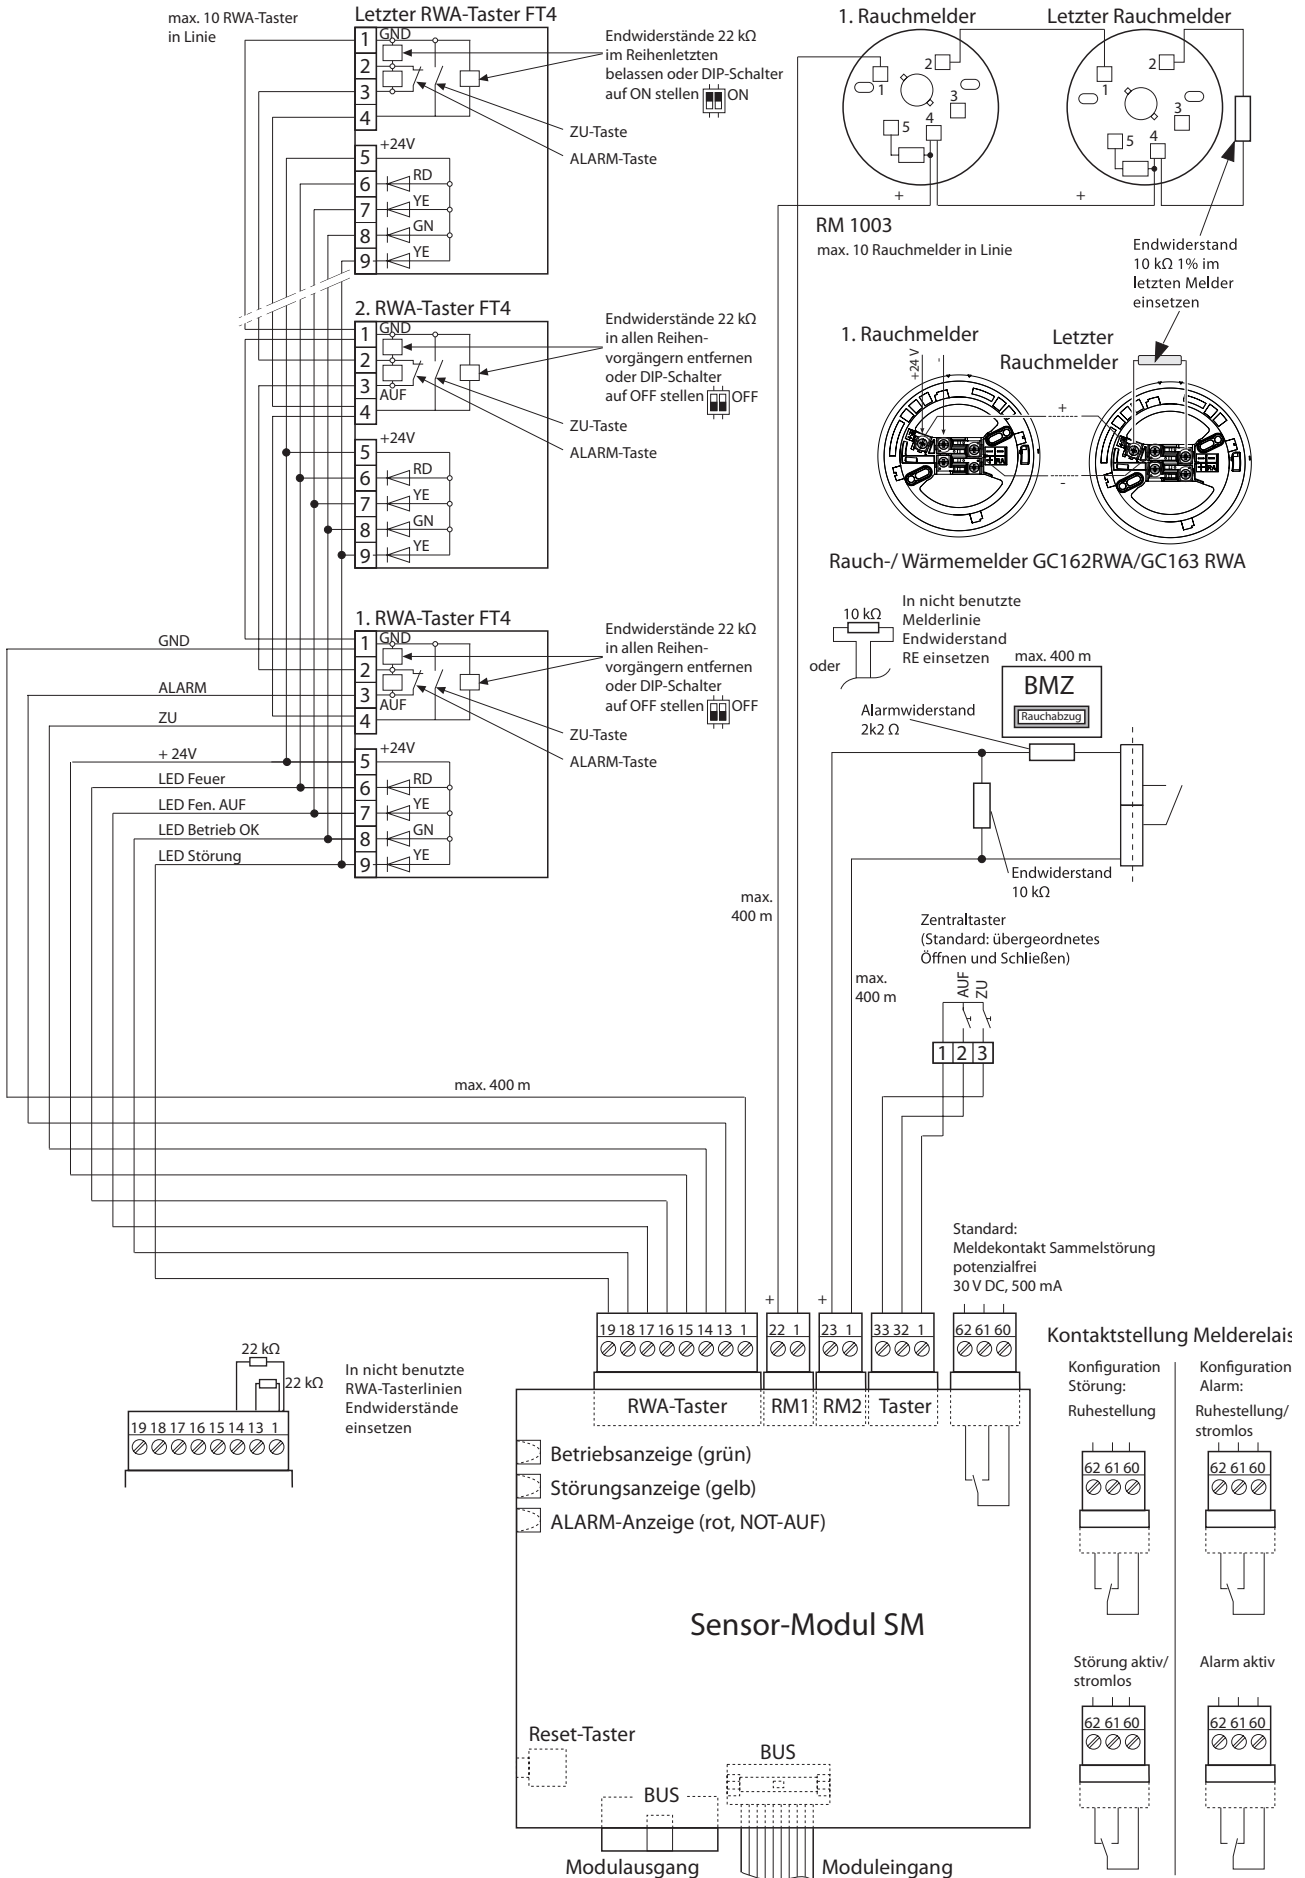 max. 10 RWA-Taster
in Linie
Letzter RWA-Taster FT4
1
GND
2
3
4
5
+24V
6
RD
7
YE
8
GN
9
YE
Endwiderstände 22 kΩ
im Reihenletzten
belassen oder DIP-Schalter
auf ON stellen
ON
ZU-Taste
ALARM-Taste
2. RWA-Taster FT4
1
GND
2
3
AUF
4
5
+24V
6
RD
7
YE
8
GN
9
YE
Endwiderstände 22 kΩ
in allen Reihen-
vorgängern entfernen
oder DIP-Schalter
auf OFF stellen
OFF
ZU-Taste
ALARM-Taste
1. RWA-Taster FT4
1
GND
2
3
AUF
4
5
+24V
6
RD
7
YE
8
GN
9
YE
Endwiderstände 22 kΩ
in allen Reihen-
vorgängern entfernen
oder DIP-Schalter
auf OFF stellen
OFF
ZU-Taste
ALARM-Taste
GND
ALARM
ZU
+ 24V
LED Feuer
LED Fen. AUF
LED Betrieb OK
LED Störung
max. 400 m
1. Rauchmelder
2
1
3
4
5
+
Letzter Rauchmelder
2
1
3
4
5
+
RM 1003
max. 10 Rauchmelder in Linie
Endwiderstand
10 kΩ 1% im
letzten Melder
einsetzen
1. Rauchmelder
Letzter
Rauchmelder
+24 V
-
+
-
Rauch-/ Wärmemelder GC162RWA/GC163 RWA
10 kΩ
oder
In nicht benutzte
Melderlinie
Endwiderstand
RE einsetzen
max. 400 m
BMZ
Rauchabzug
Alarmwiderstand
2k2 Ω
Endwiderstand
10 kΩ
max.
400 m
max.
400 m
Zentraltaster
(Standard: übergeordnetes
Öffnen und Schließen)
AUF
ZU
1 2 3
Standard:
Meldekontakt Sammelstörung
potenzialfrei
30 V DC, 500 mA
+
+
19 18 17 16 15 14 13 1
22 1
23 1
33 32 1
62 61 60
RWA-Taster
RM1
RM2
Taster
22 kΩ
22 kΩ
19 18 17 16 15 14 13 1
In nicht benutzte
RWA-Tasterlinien
Endwiderstände
einsetzen
Betriebsanzeige (grün)
Störungsanzeige (gelb)
ALARM-Anzeige (rot, NOT-AUF)
Sensor-Modul SM
Reset-Taster
BUS
BUS
Modulausgang
Moduleingang
Kontaktstellung Melderelais
Konfiguration
Störung:
Ruhestellung
62 61 60
Konfiguration
Alarm:
Ruhestellung/
stromlos
62 61 60
Störung aktiv/
stromlos
62 61 60
Alarm aktiv
62 61 60